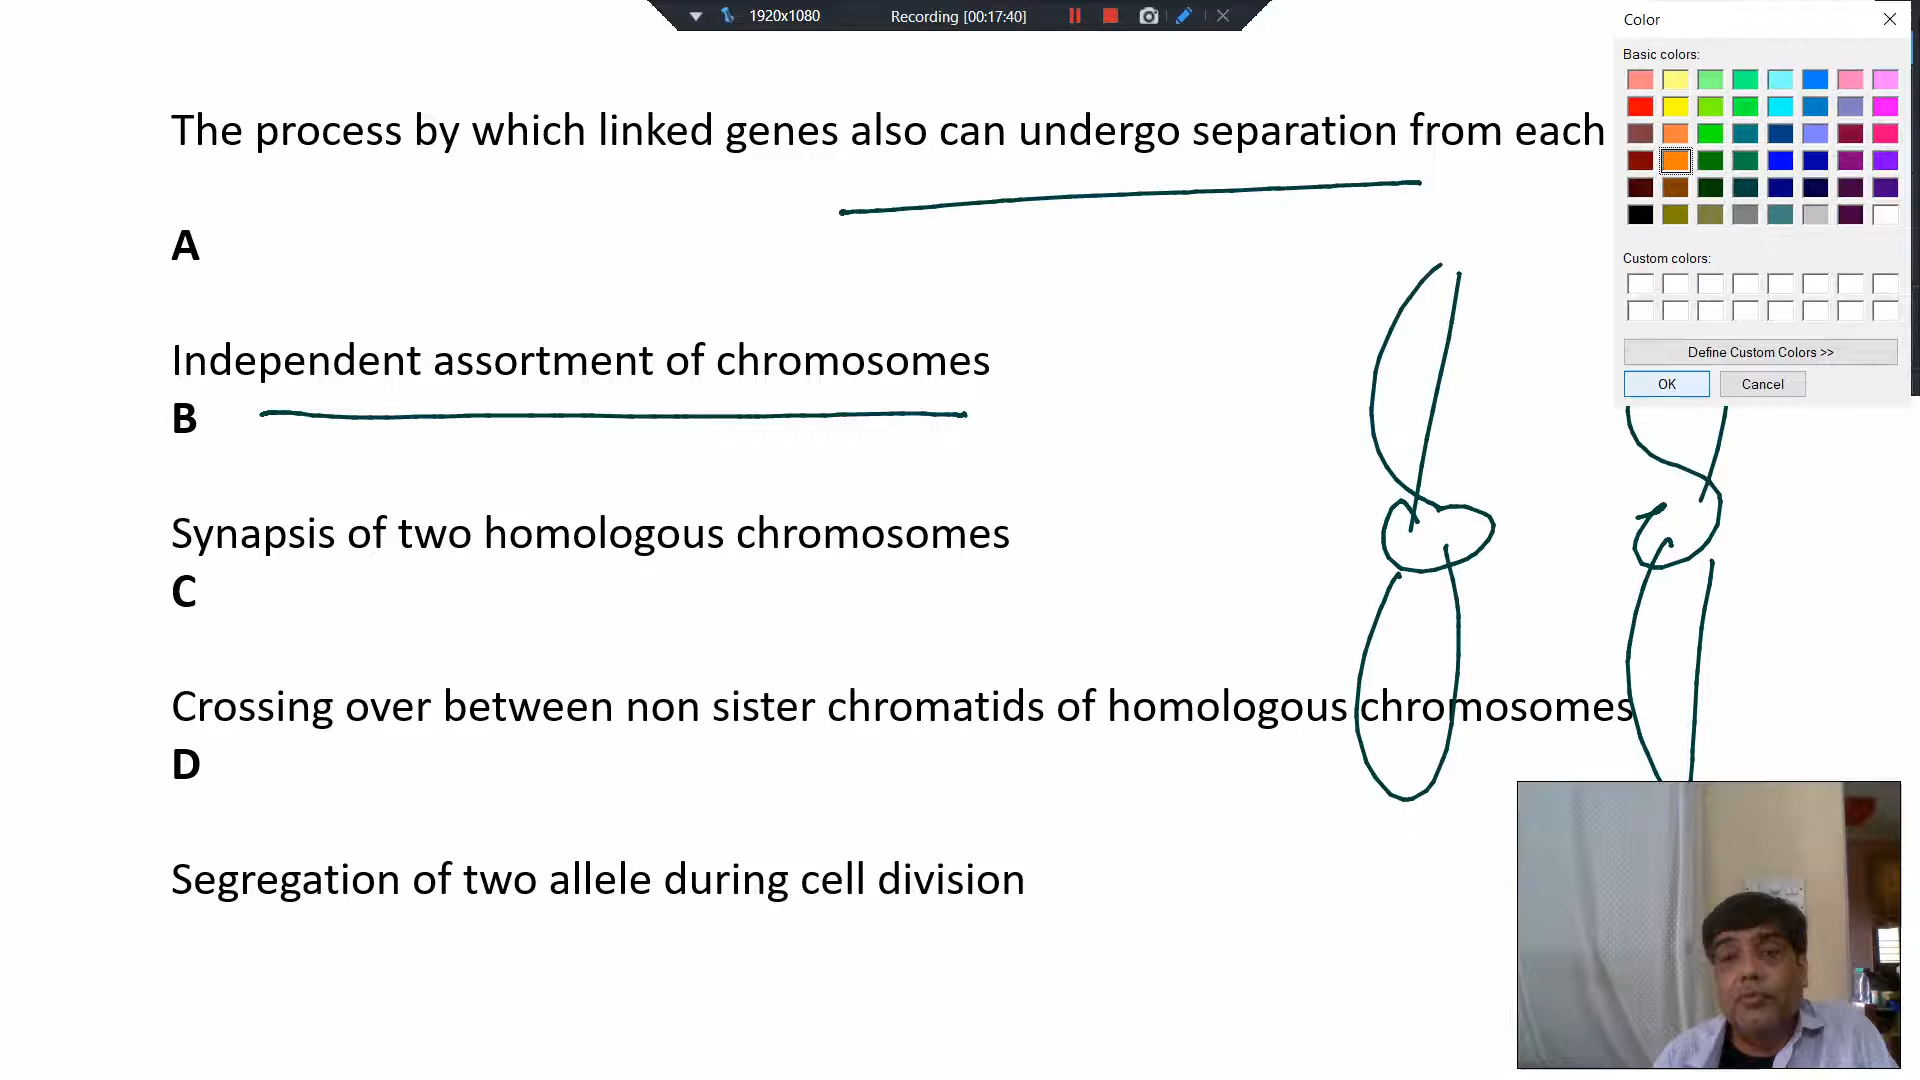 1920x1080
Recording [00:17:40]
Color
Basic colors:
The process by which linked genes also can undergo separation from each
A
Custom colors:
Define Custom Colors >>
Independent assortment of chromosomes
OK Cancel
B
Synapsis of two homologous chromosomes
C
Crossing over between non sister chromatids of homologous chromosomes
D
Segregation of two allele during cell division